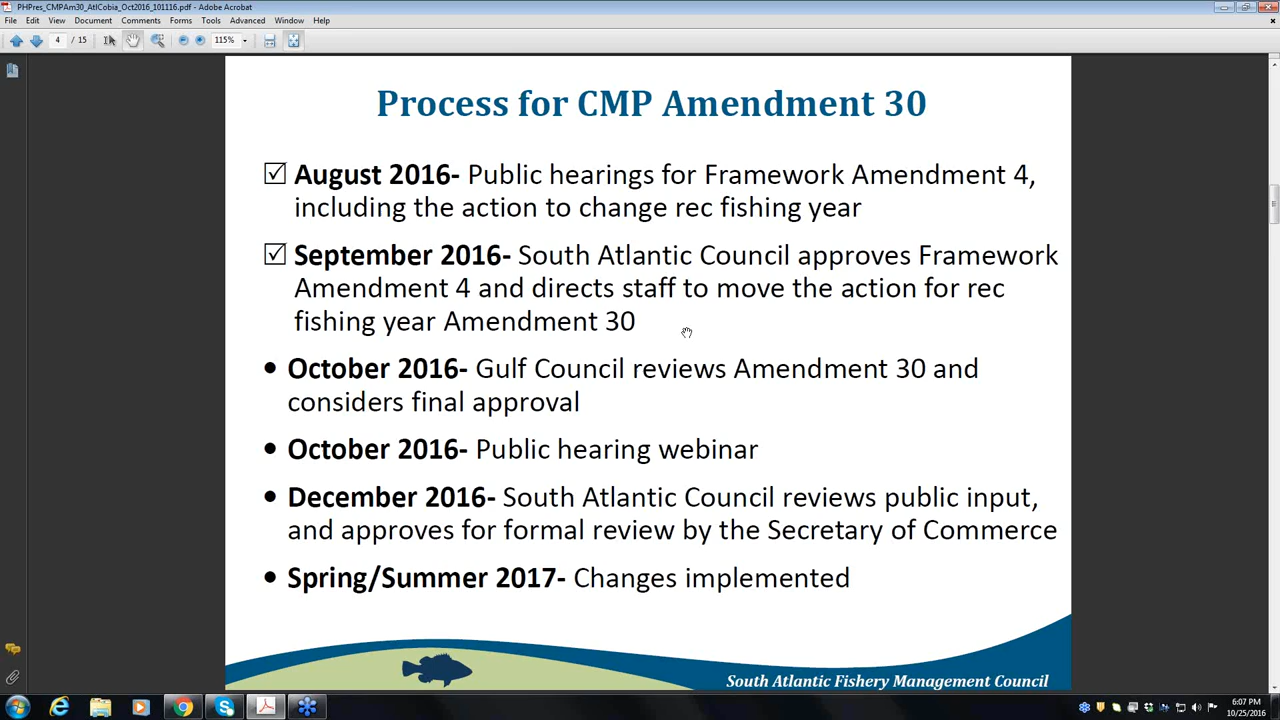 PHPres_CMPAm30_AtlCobia_Oct2016_101116.pdf - Adobe Acrobat
File Edit View Document Comments Forms Tools Advanced Window Help
4 / 15 115%
Process for CMP Amendment 30
August 2016- Public hearings for Framework Amendment 4,
including the action to change rec fishing year
September 2016- South Atlantic Council approves Framework
Amendment 4 and directs staff to move the action for rec
fishing year Amendment 30
• October 2016- Gulf Council reviews Amendment 30 and
considers final approval
• October 2016- Public hearing webinar
• December 2016- South Atlantic Council reviews public input,
and approves for formal review by the Secretary of Commerce
• Spring/Summer 2017- Changes implemented
South Atlantic Fishery Management Council
6:07 PM
10/25/2016